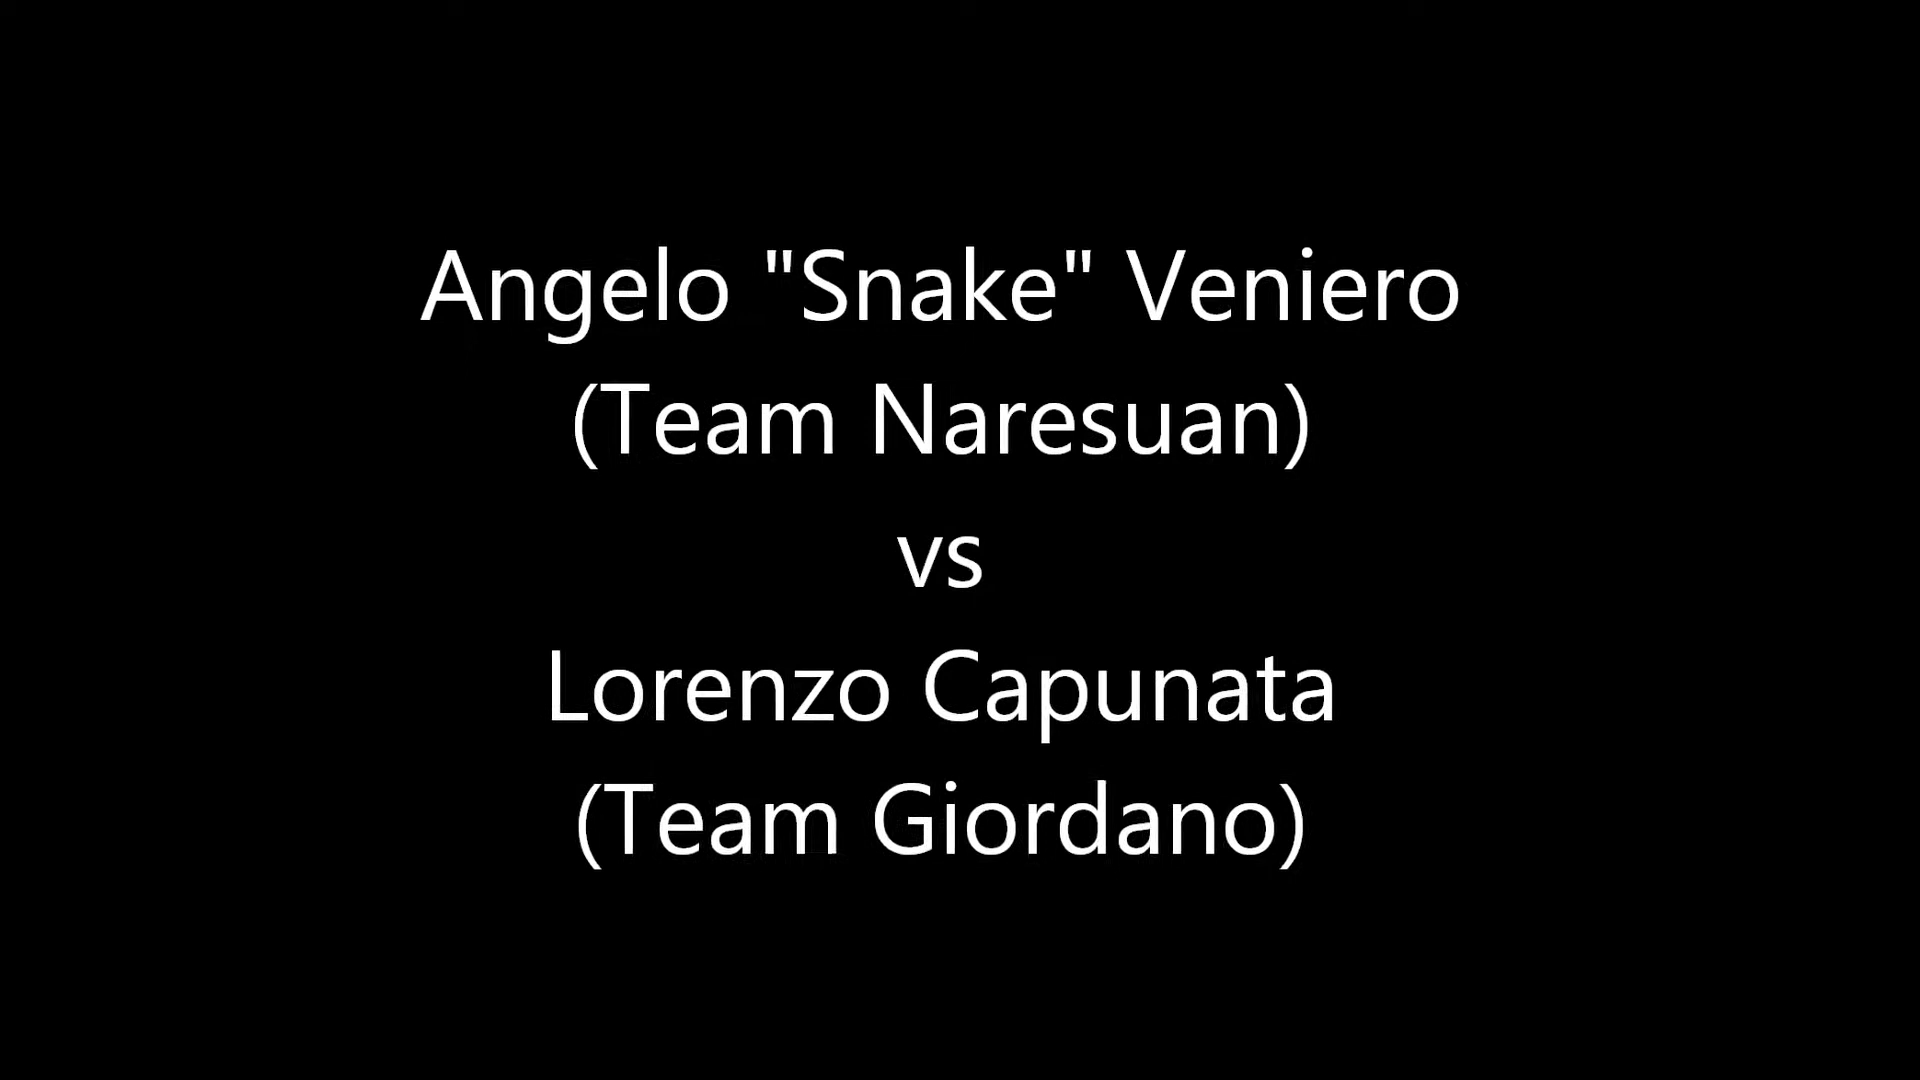 Angelo "Snake" Veniero
(Team Naresuan)
vs
Lorenzo Capunata
(Team Giordano)